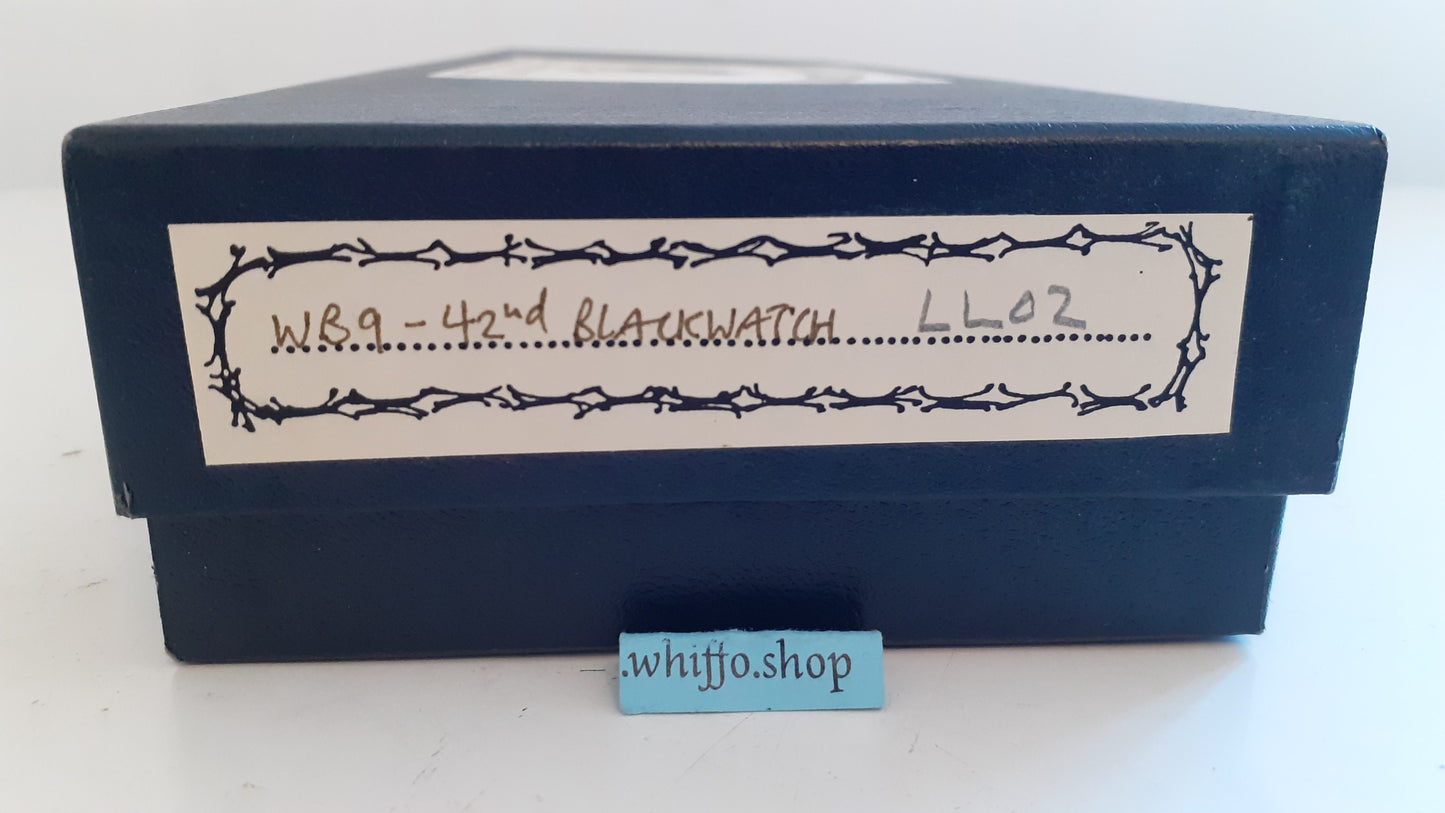 WB9 - 42nd BLACKWATCH LL02
.whiffo.shop